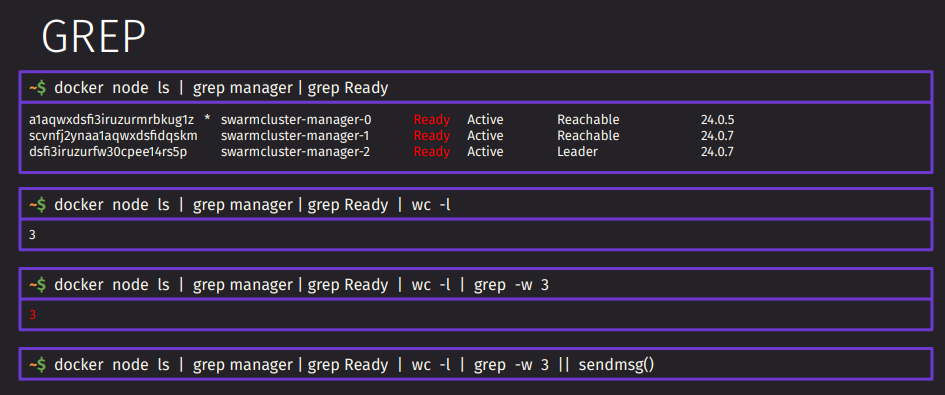 GREP
~$ docker node ls | grep manager | grep Ready
a1aqwxdsfi3iruzurmrbkug1z * swarmcluster-manager-0 Ready Active Reachable 24.0.5
scvnfj2ynaa1aqwxdsfidqskm swarmcluster-manager-1 Ready Active Reachable 24.0.7
dsfi3iruzurfw30cpee14rs5p swarmcluster-manager-2 Ready Active Leader 24.0.7
~$ docker node ls | grep manager | grep Ready | wc -l
3
~$ docker node ls | grep manager | grep Ready | wc -l | grep -w 3
3
~$ docker node ls | grep manager | grep Ready | wc -l | grep -w 3 || sendmsg()